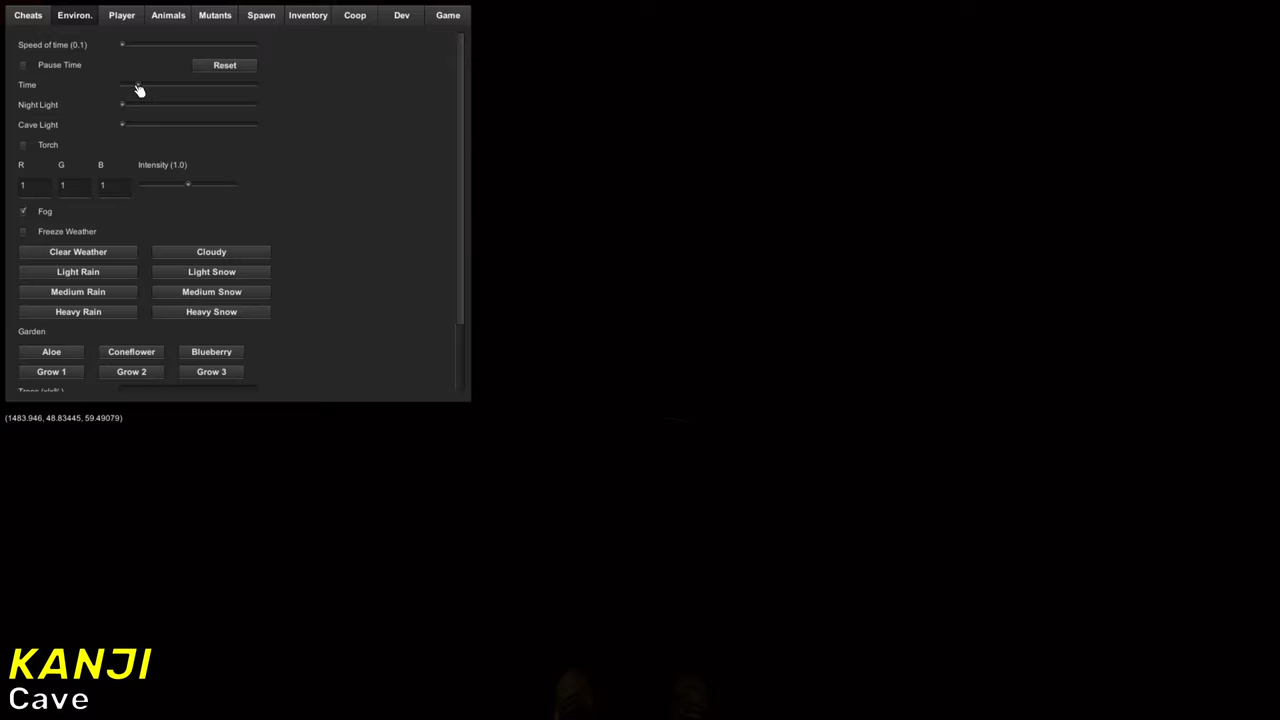 Cheats Environ. Player Animals Mutants Spawn Inventory Coop Dev Game
Speed of time (0.1)
Pause Time Reset
Time
Night Light
Cave Light
Torch
R G B Intensity (1.0)
1 1 1
Fog
Freeze Weather
Clear Weather Cloudy
Light Rain Light Snow
Medium Rain Medium Snow
Heavy Rain Heavy Snow
Garden
Aloe Coneflower Blueberry
Grow 1 Grow 2 Grow 3
(1483.946, 48.83445, 59.49079)
KANJI
Cave